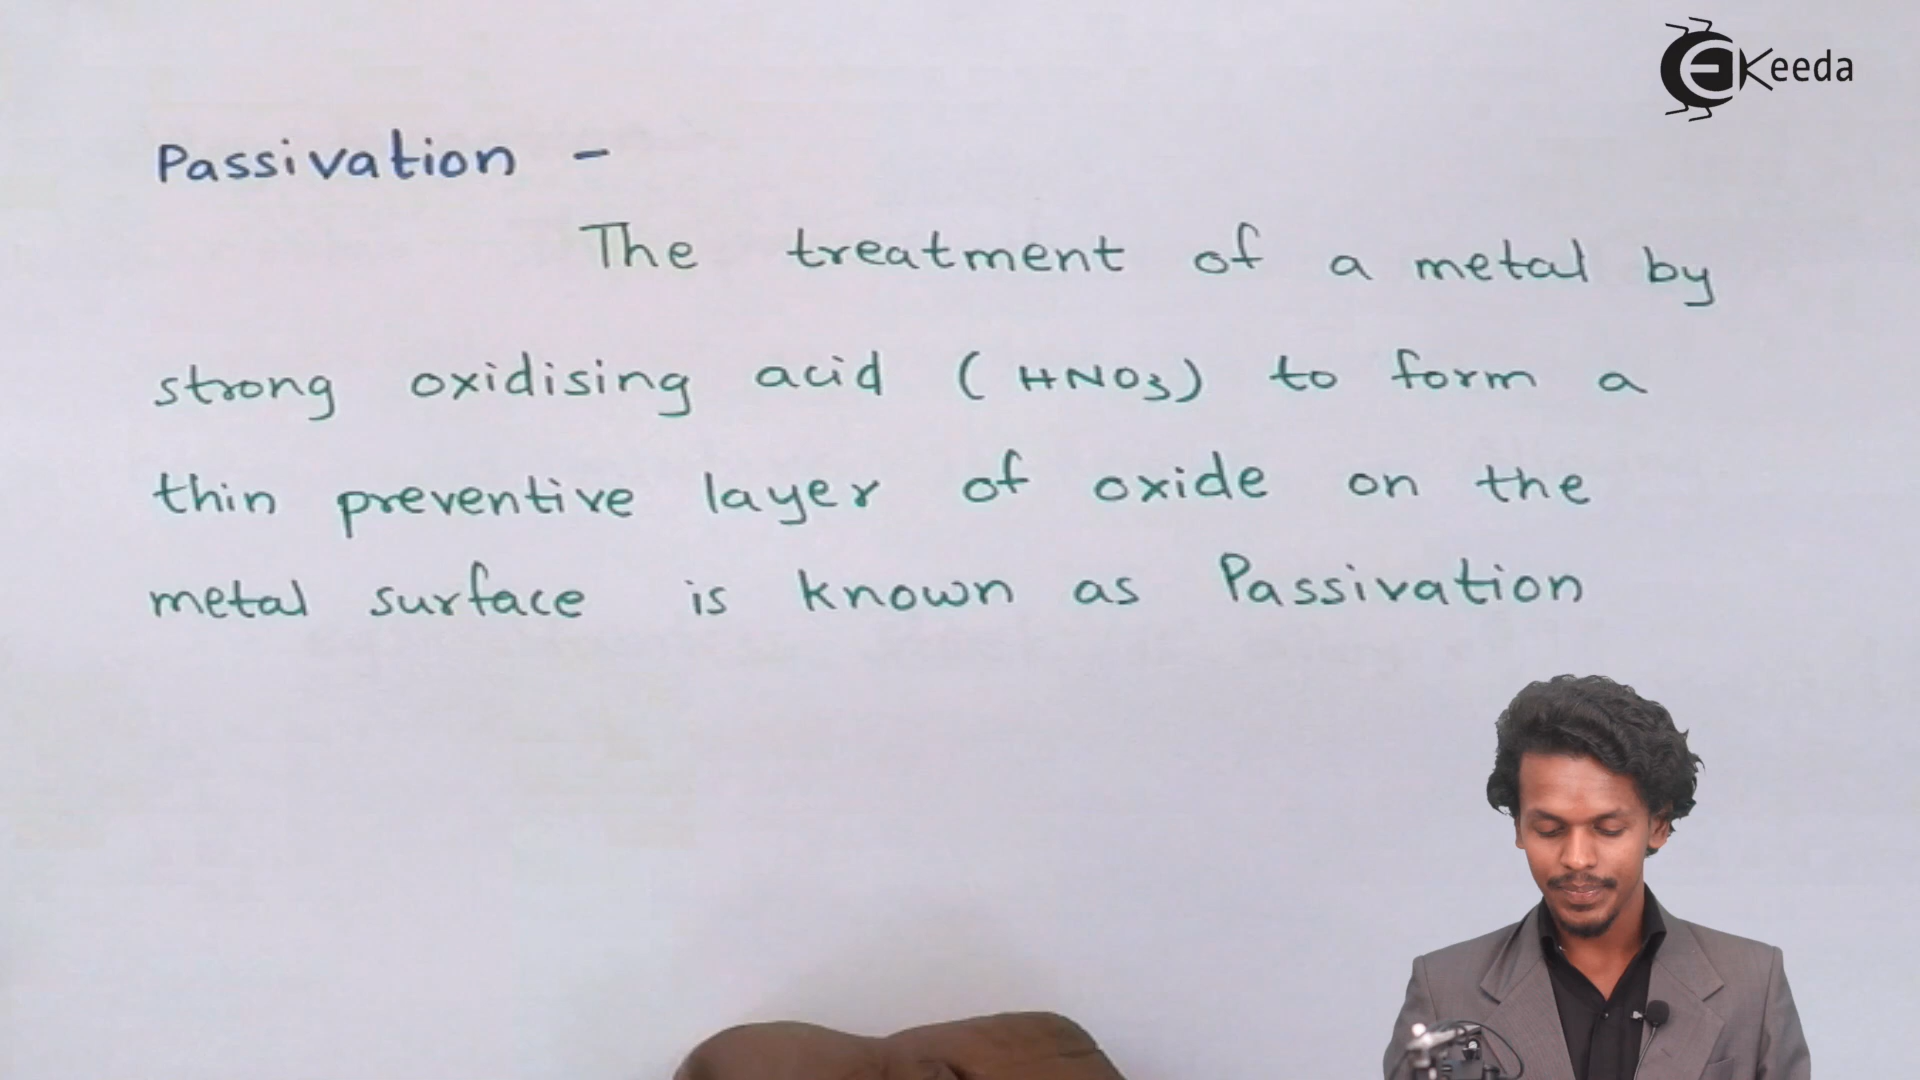 EKeeda
Passivation -
The treatment of a metal by
strong oxidising acid (HNO3) to form a
thin preventive layer of oxide on the
metal surface is known as Passivation